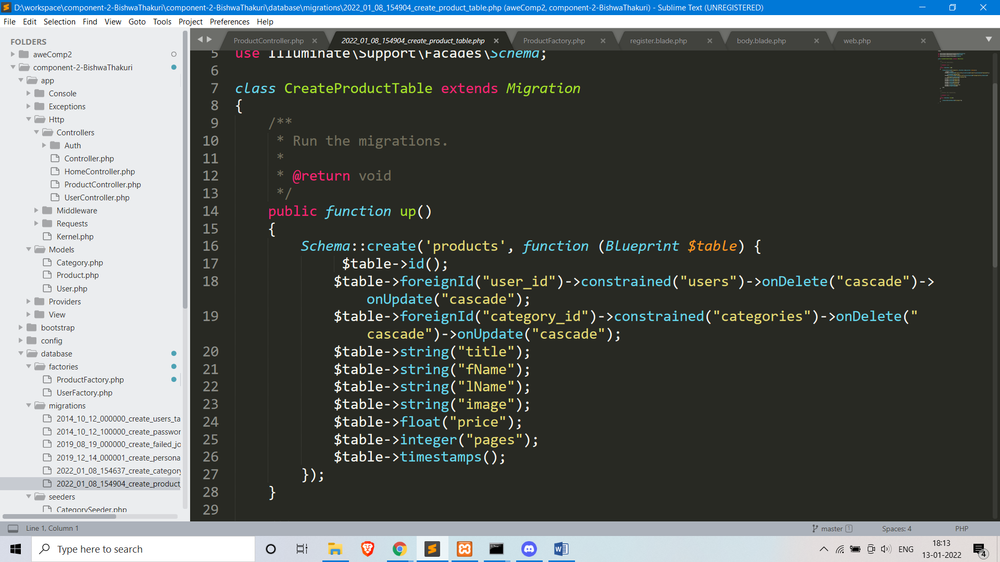 D:\workspace\component-2-BishwaThakuri\component-2-BishwaThakuri\database\migrations\2022_01_08_154904_create_product_table.php (aweComp2, component-2-BishwaThakuri) - Sublime Text (UNREGISTERED)
File Edit Selection Find View Goto Tools Project Preferences Help
FOLDERS
aweComp2
component-2-BishwaThakuri
app
Console
Exceptions
Http
Controllers
Auth
Controller.php
HomeController.php
ProductController.php
UserController.php
Middleware
Requests
Kernel.php
Models
Category.php
Product.php
User.php
Providers
View
bootstrap
config
database
factories
ProductFactory.php
UserFactory.php
migrations
2014_10_12_000000_create_users_ta
2014_10_12_100000_create_passwor
2019_08_19_000000_create_failed_jo
2019_12_14_000001_create_persona
2022_01_08_154637_create_category
2022_01_08_154904_create_product_
seeders
CategorySeeder.php
ProductController.php 2022_01_08_154904_create_product_table.php ProductFactory.php register.blade.php body.blade.php web.php
5 use Illuminate\Support\Facades\Schema;
6
7 class CreateProductTable extends Migration
8 {
9 /**
10 * Run the migrations.
11 *
12 * @return void
13 */
14 public function up()
15 {
16 Schema::create('products', function (Blueprint $table) {
17 $table->id();
18 $table->foreignId("user_id")->constrained("users")->onDelete("cascade")->
onUpdate("cascade");
19 $table->foreignId("category_id")->constrained("categories")->onDelete("
cascade")->onUpdate("cascade");
20 $table->string("title");
21 $table->string("fName");
22 $table->string("lName");
23 $table->string("image");
24 $table->float("price");
25 $table->integer("pages");
26 $table->timestamps();
27 });
28 }
29
Line 1, Column 1 master 1 Spaces: 4 PHP
Type here to search
ENG
18:13
13-01-2022
4